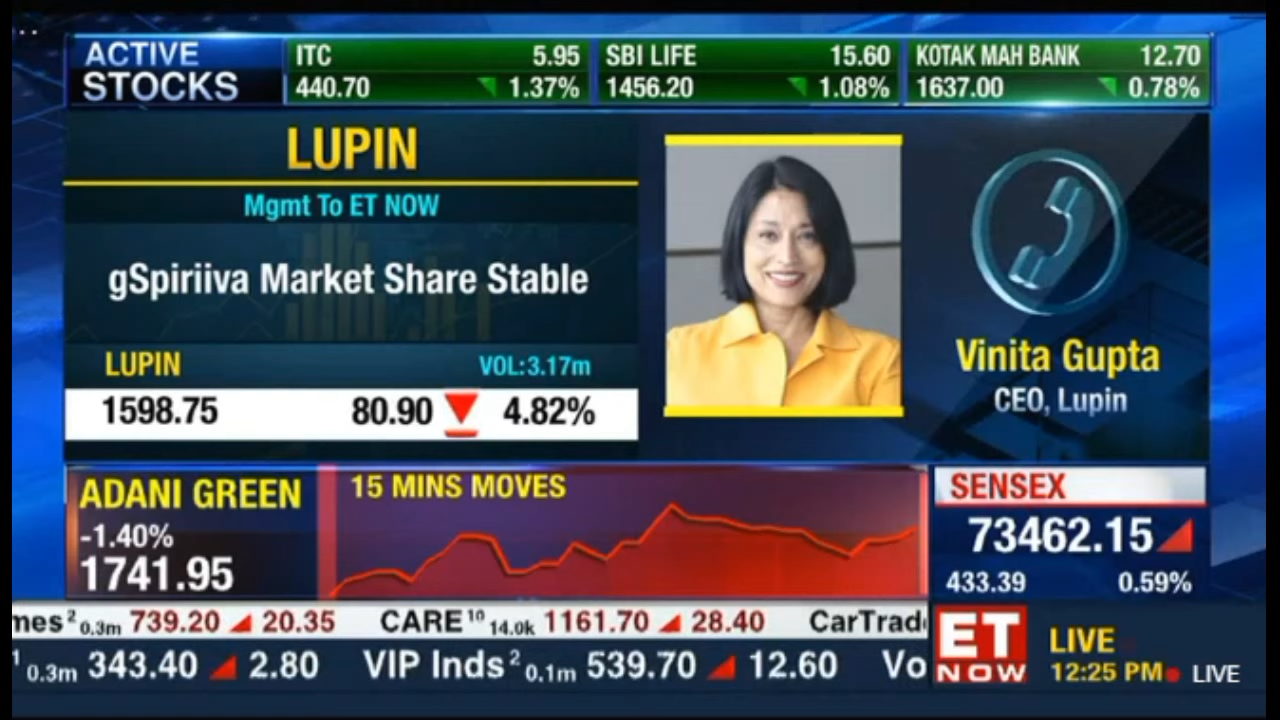 ACTIVE
STOCKS
ITC 5.95
440.70 1.37%
SBI LIFE 15.60
1456.20 1.08%
KOTAK MAH BANK 12.70
1637.00 0.78%
LUPIN
Mgmt To ET NOW
gSpiriiva Market Share Stable
LUPIN VOL:3.17m
1598.75 80.90 4.82%
Vinita Gupta
CEO, Lupin
ADANI GREEN
-1.40%
1741.95
15 MINS MOVES
SENSEX
73462.15
433.39 0.59%
mes² 0.3m 739.20 20.35 CARE¹⁰ 14.0k 1161.70 28.40 CarTrad
¹ 0.3m 343.40 2.80 VIP Inds² 0.1m 539.70 12.60 Vo
ET
NOW
LIVE
12:25 PM
LIVE